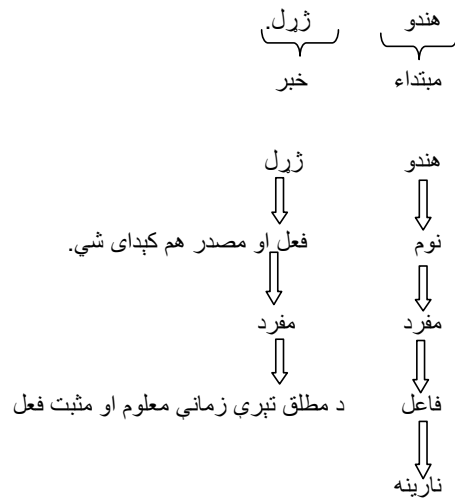 هندو ژړل.
مبتداء خبر
هندو ژړل
نوم فعل او مصدر هم کېدای شي.
مفرد مفرد
فاعل د مطلق تېرې زمانې معلوم او مثبت فعل
نارينه